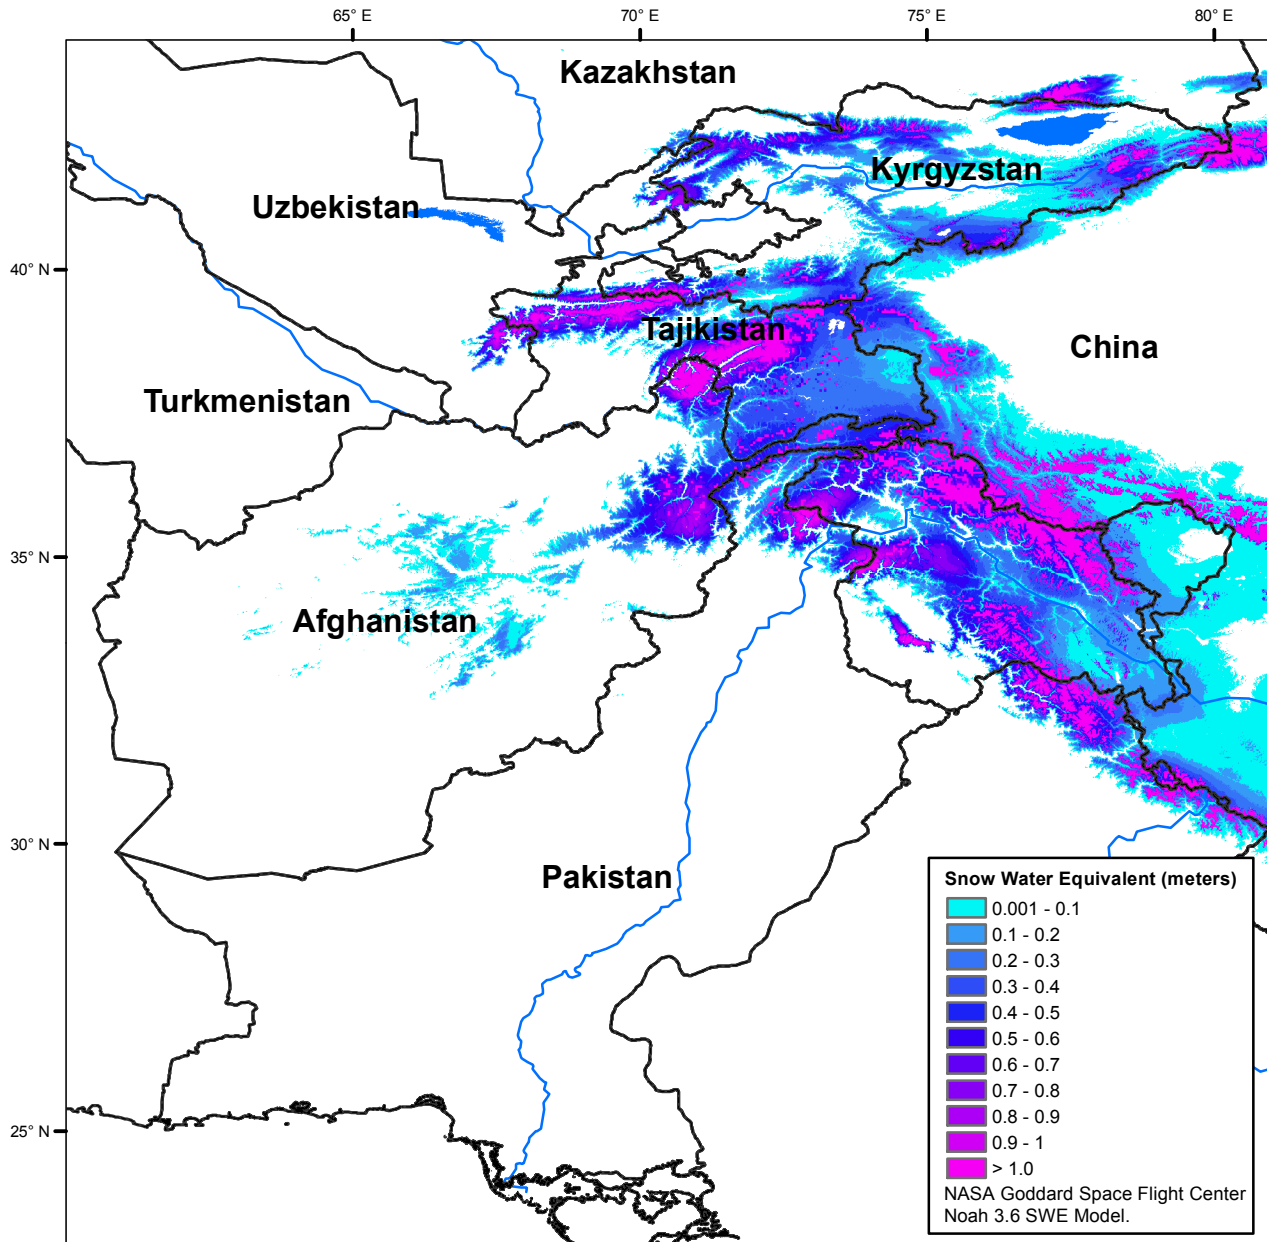 65° E
70° E
75° E
80° E
Kazakhstan
Kyrgyzstan
Uzbekistan
40° N
Tajikistan
China
Turkmenistan
35° N
Afghanistan
30° N
Pakistan
Snow Water Equivalent (meters)
0.001 - 0.1
0.1 - 0.2
0.2 - 0.3
0.3 - 0.4
0.4 - 0.5
0.5 - 0.6
0.6 - 0.7
0.7 - 0.8
0.8 - 0.9
0.9 - 1
> 1.0
NASA Goddard Space Flight Center
Noah 3.6 SWE Model.
25° N